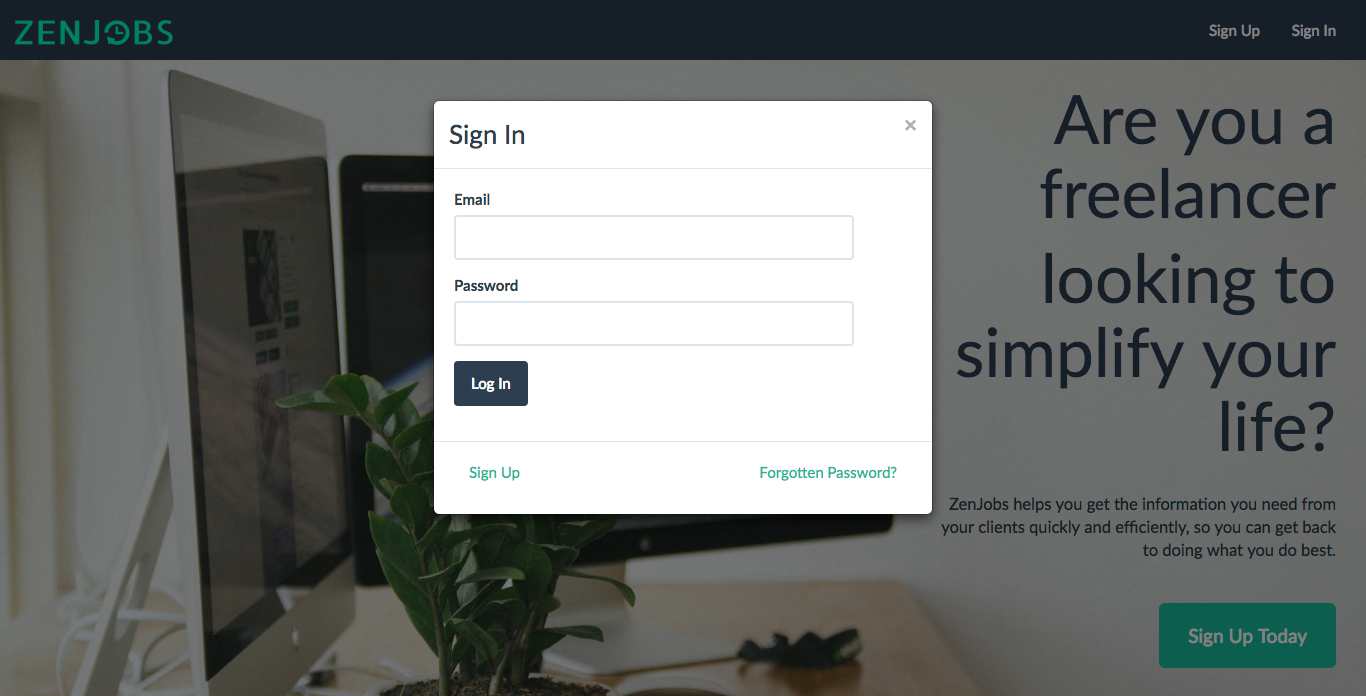 ZENJOBS
Sign Up
Sign In
Sign In
×
Email
Password
Log In
Sign Up
Forgotten Password?
Are you a
freelancer
looking to
simplify your
life?
ZenJobs helps you get the information you need from
your clients quickly and efficiently, so you can get back
to doing what you do best.
Sign Up Today